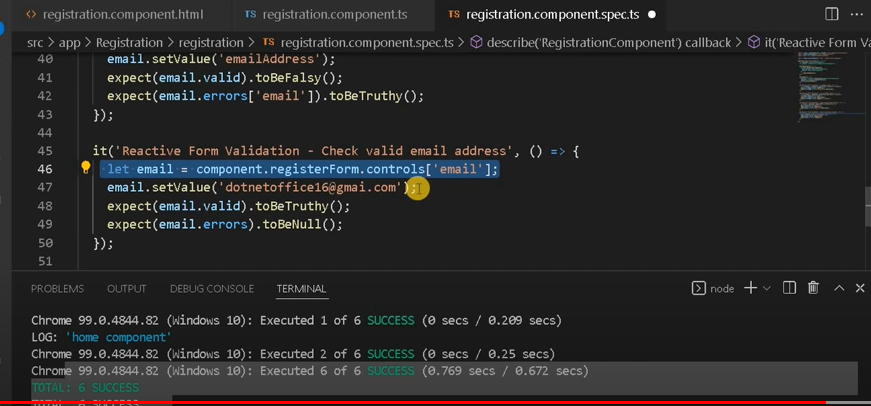 registration.component.html
TS registration.component.ts
TS registration.component.spec.ts
src > app > Registration > registration > TS registration.component.spec.ts > describe('RegistrationComponent') callback > it('Reactive Form Va
40 email.setValue('emailAddress');
41 expect(email.valid).toBeFalsy();
42 expect(email.errors['email']).toBeTruthy();
43 });
44
45 it('Reactive Form Validation - Check valid email address', () => {
46 let email = component.registerForm.controls['email'];
47 email.setValue('dotnetoffice16@gmai.com');
48 expect(email.valid).toBeTruthy();
49 expect(email.errors).toBeNull();
50 });
51
PROBLEMS OUTPUT DEBUG CONSOLE TERMINAL node
Chrome 99.0.4844.82 (Windows 10): Executed 1 of 6 SUCCESS (0 secs / 0.209 secs)
LOG: 'home component'
Chrome 99.0.4844.82 (Windows 10): Executed 2 of 6 SUCCESS (0 secs / 0.25 secs)
Chrome 99.0.4844.82 (Windows 10): Executed 6 of 6 SUCCESS (0.769 secs / 0.672 secs)
TOTAL: 6 SUCCESS
TOTAL: 6 SUCCESS